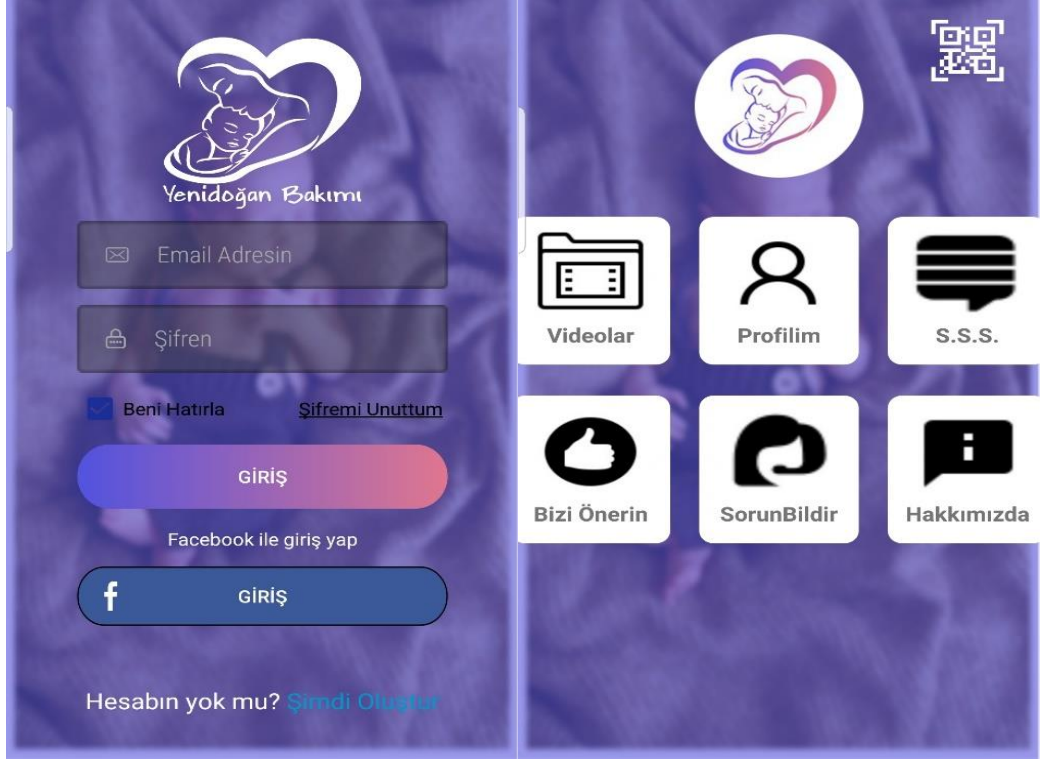 Yenidoğan Bakımı
Email Adresin
Şifren
Beni Hatırla Şifremi Unuttum
GİRİŞ
Facebook ile giriş yap
f GİRİŞ
Hesabın yok mu? Şimdi Oluştur
Videolar Profilim S.S.S.
Bizi Önerin SorunBildir Hakkımızda